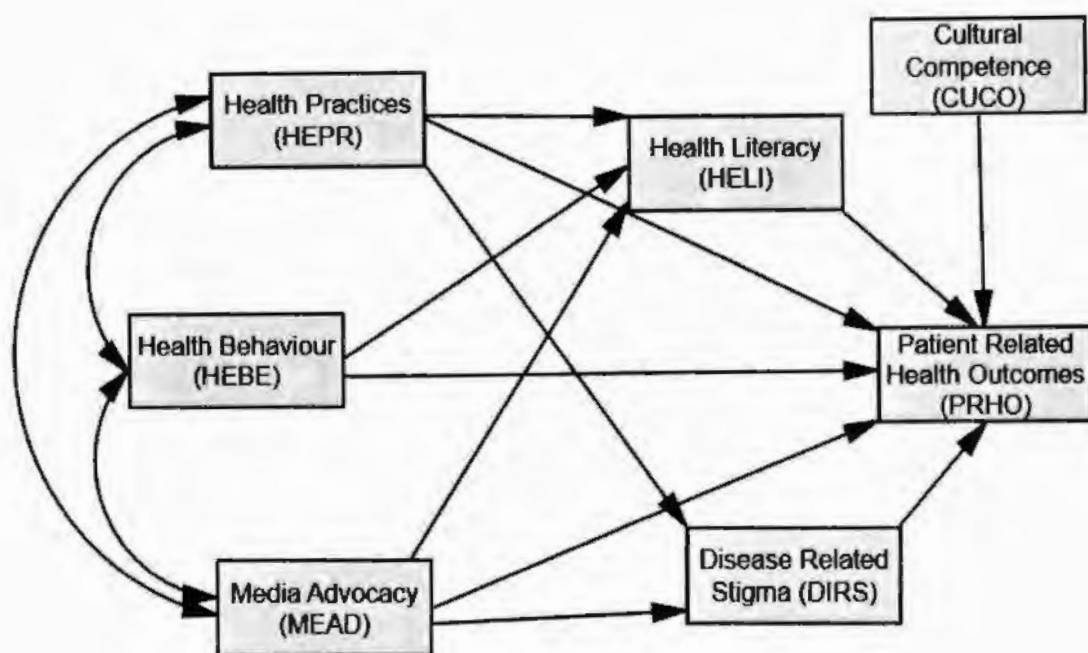 Cultural
Competence
(CUCO)
Health Practices
(HEPR)
Health Literacy
(HELI)
Health Behaviour
(HEBE)
Patient Related
Health Outcomes
(PRHO)
Media Advocacy
(MEAD)
Disease Related
Stigma (DIRS)